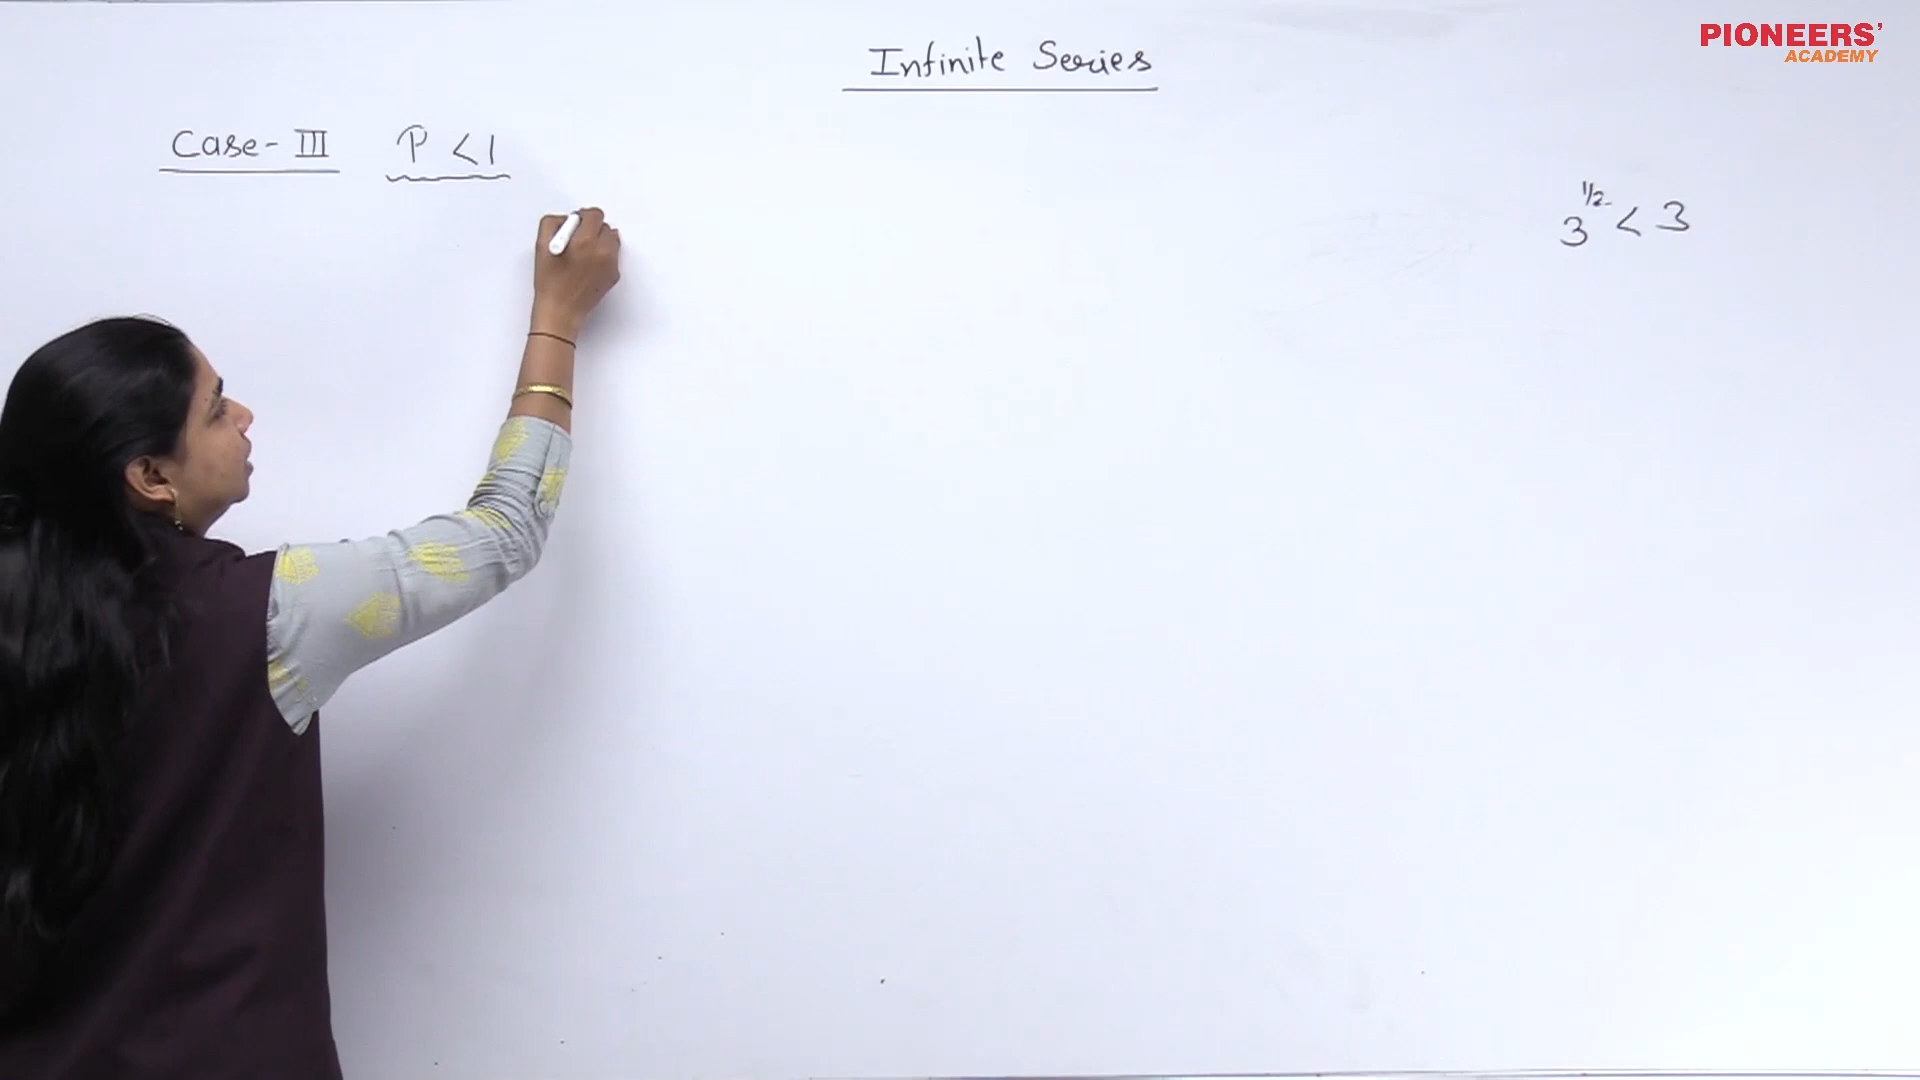 PIONEERS’
ACADEMY
Infinite Series
Case-III P < 1
3^{1/2} < 3